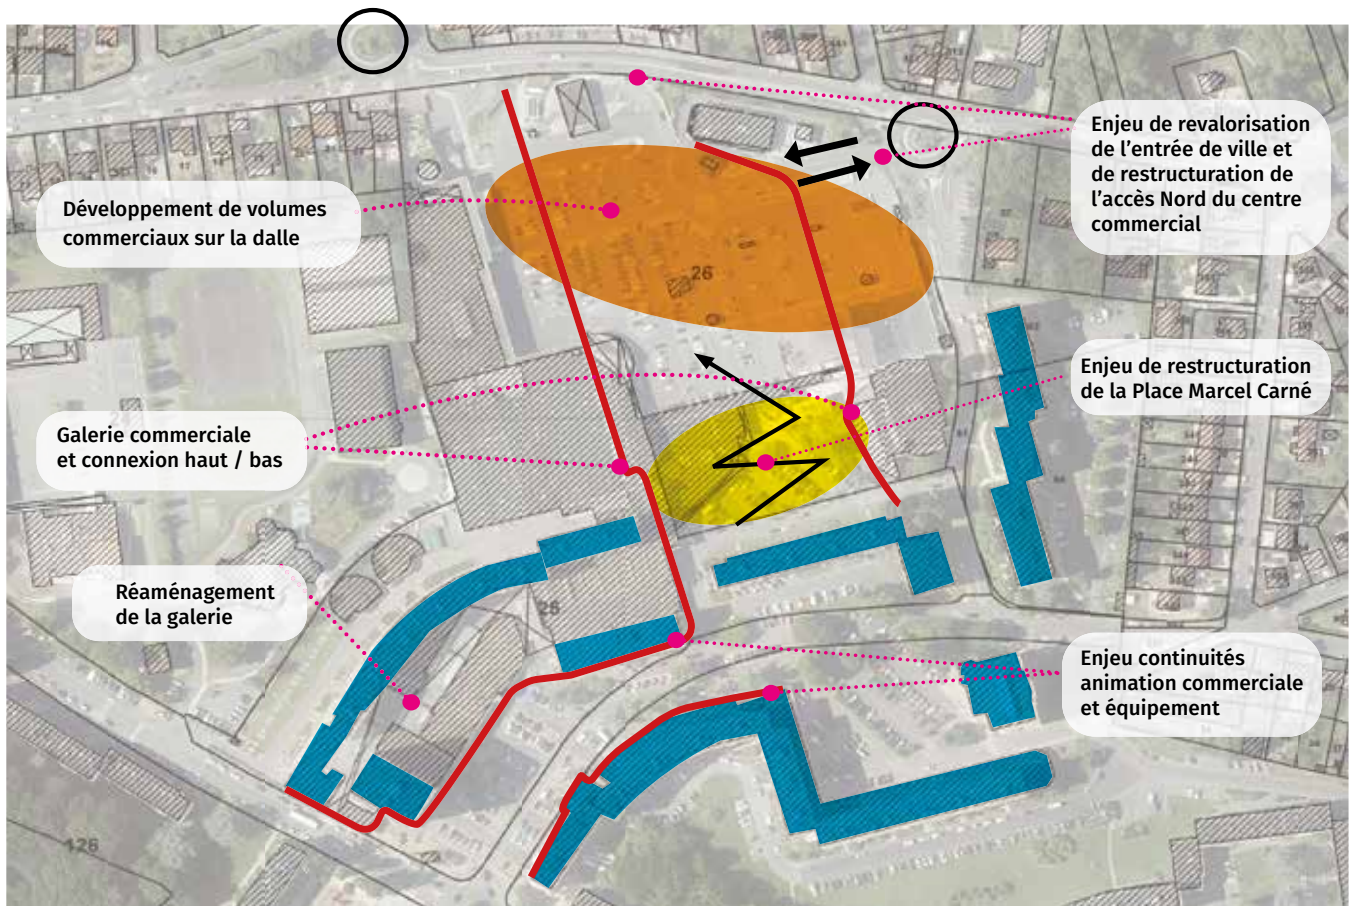 Enjeu de revalorisation
de l'entrée de ville et
de restructuration de
l'accès Nord du centre
commercial
Développement de volumes
commerciaux sur la dalle
26
Enjeu de restructuration
de la Place Marcel Carné
Galerie commerciale
et connexion haut / bas
Réaménagement
de la galerie
26
Enjeu continuités
animation commerciale
et équipement
126